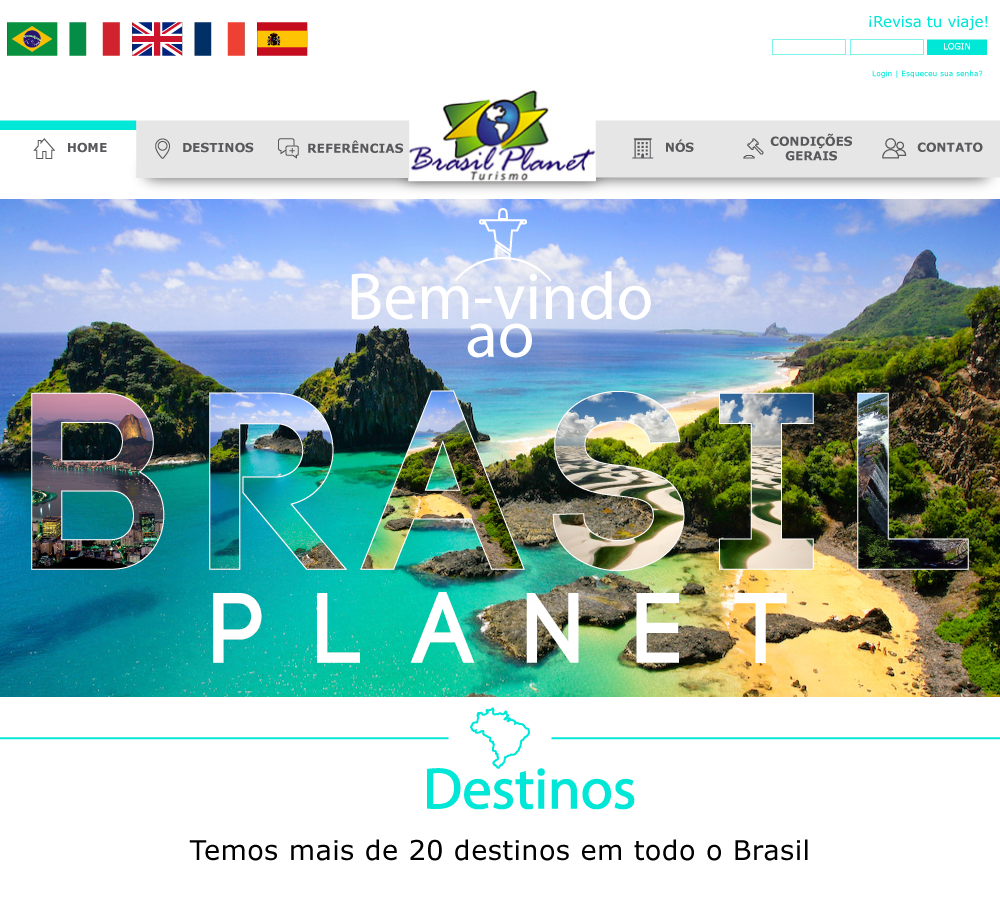 ¡Revisa tu viaje!
LOGIN
Login | Esqueceu sua senha?
HOME
DESTINOS
REFERÊNCIAS
Brasil Planet
Turismo
NÓS
CONDIÇÕES
GERAIS
CONTATO
Bem-vindo
ao
BRASIL
PLANET
Destinos
Temos mais de 20 destinos em todo o Brasil